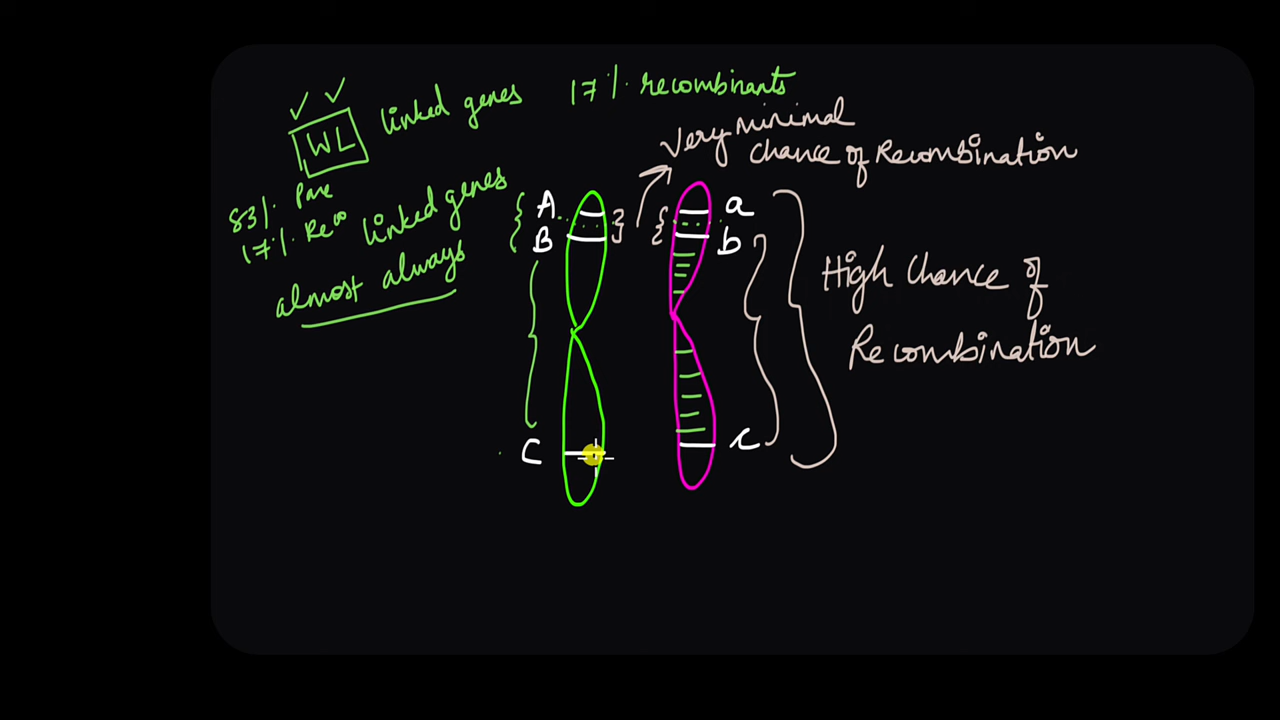 WL linked genes 17% recombinants
Very minimal
chance of Recombination
83% Pare
17% Reco
linked genes
almost always
A
B
C
a
b
c
High Chance of
Recombination